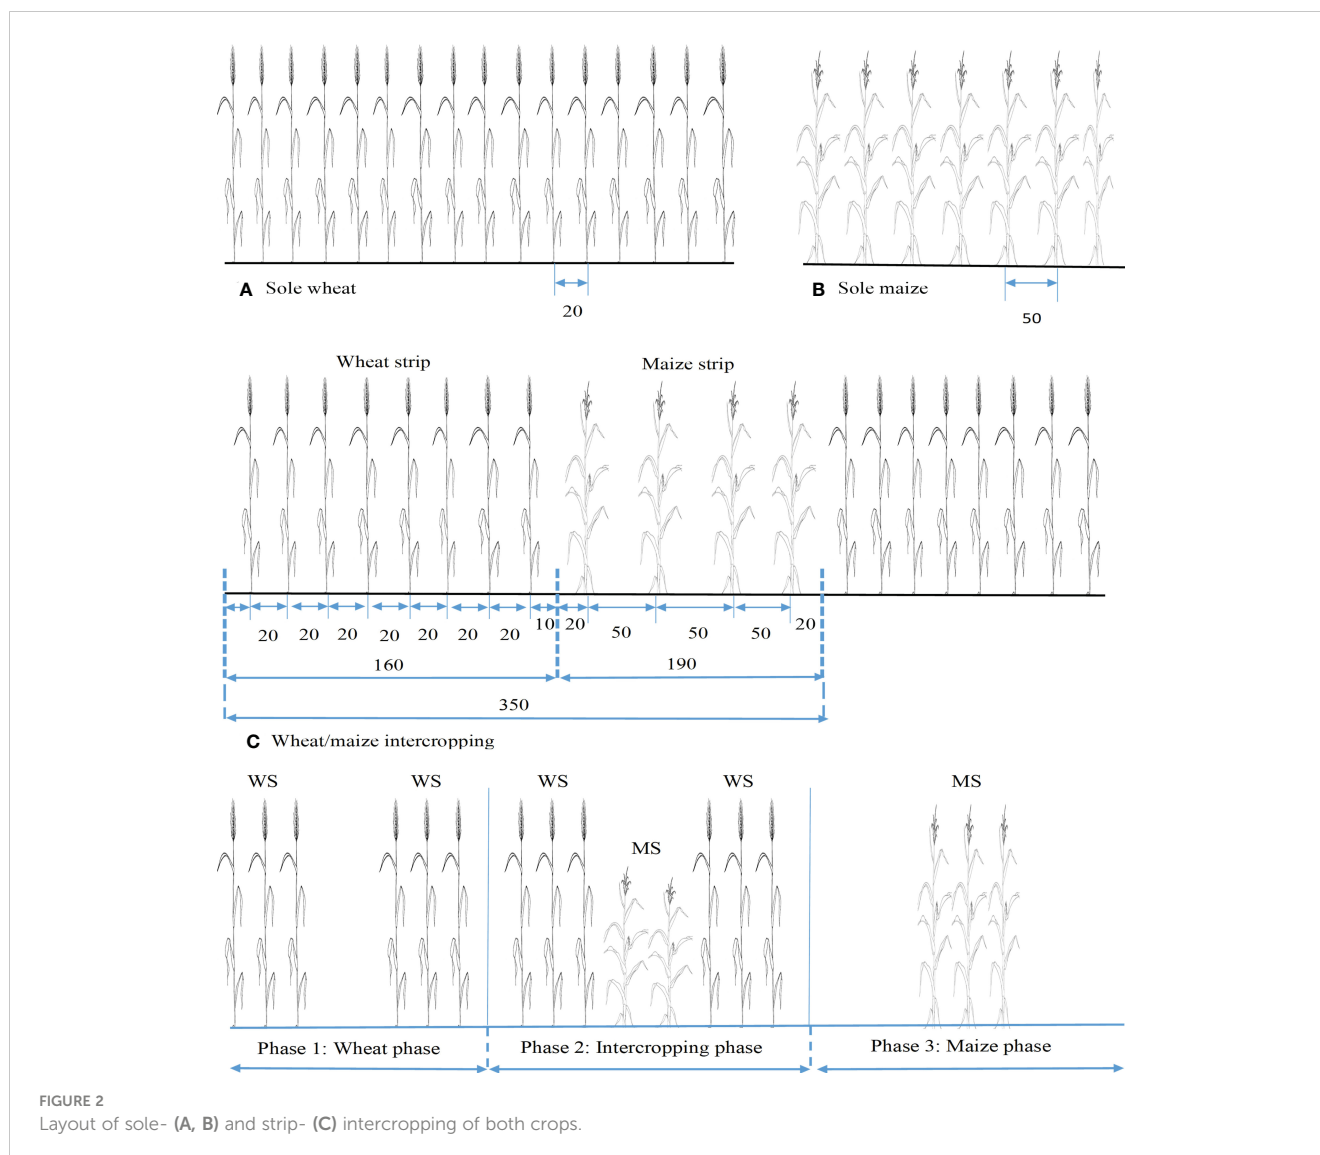 A Sole wheat
20
B Sole maize
50
Wheat strip
Maize strip
20 20 20 20 20 20 20 10 20 50 50 50 20
160
190
350
C Wheat/maize intercropping
WS WS WS WS MS
MS
Phase 1: Wheat phase
Phase 2: Intercropping phase
Phase 3: Maize phase
FIGURE 2
Layout of sole- (A, B) and strip- (C) intercropping of both crops.